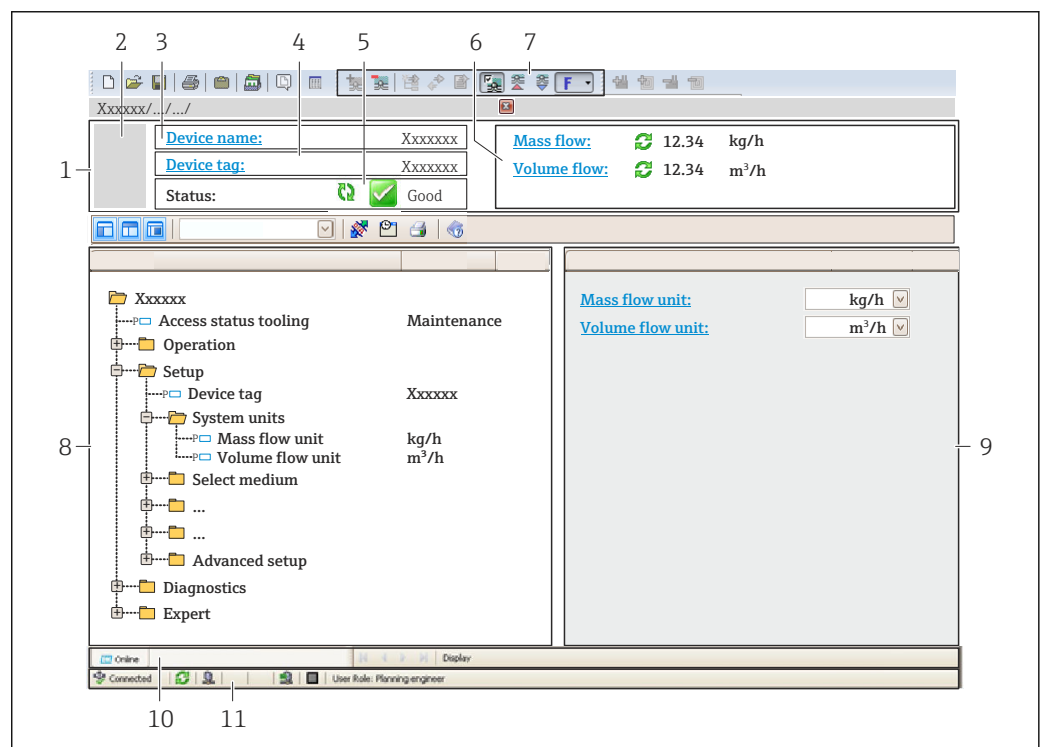 2 3 4 5 6 7
F
Xxxxxx/.../.../
1
Device name: Xxxxxxx
Device tag: Xxxxxxx
Status: Good
Mass flow: 12.34 kg/h
Volume flow: 12.34 m³/h
Xxxxxx
P Access status tooling Maintenance
Operation
Setup
P Device tag Xxxxxx
System units
P Mass flow unit kg/h
P Volume flow unit m³/h
Select medium
...
...
Advanced setup
Diagnostics
Expert
Mass flow unit: kg/h
Volume flow unit: m³/h
8
9
Online Display
Connected User Role: Planning engineer
10 11